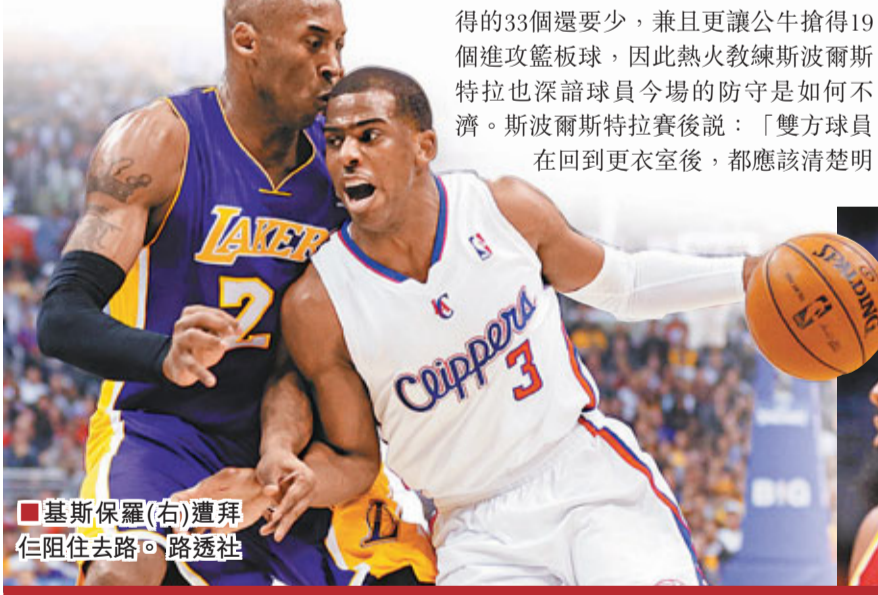 得的33個還要少，兼且更讓公牛搶得19
個進攻籃板球，因此熱火教練斯波爾斯
特拉也深諳球員今場的防守是如何不
濟。斯波爾斯特拉賽後說：「雙方球員
在回到更衣室後，都應該清楚明
LAKERS
2
Clippers
3
SPALDING
BIG
■基斯保羅(右)遭拜
仁阻住去路。 路透社